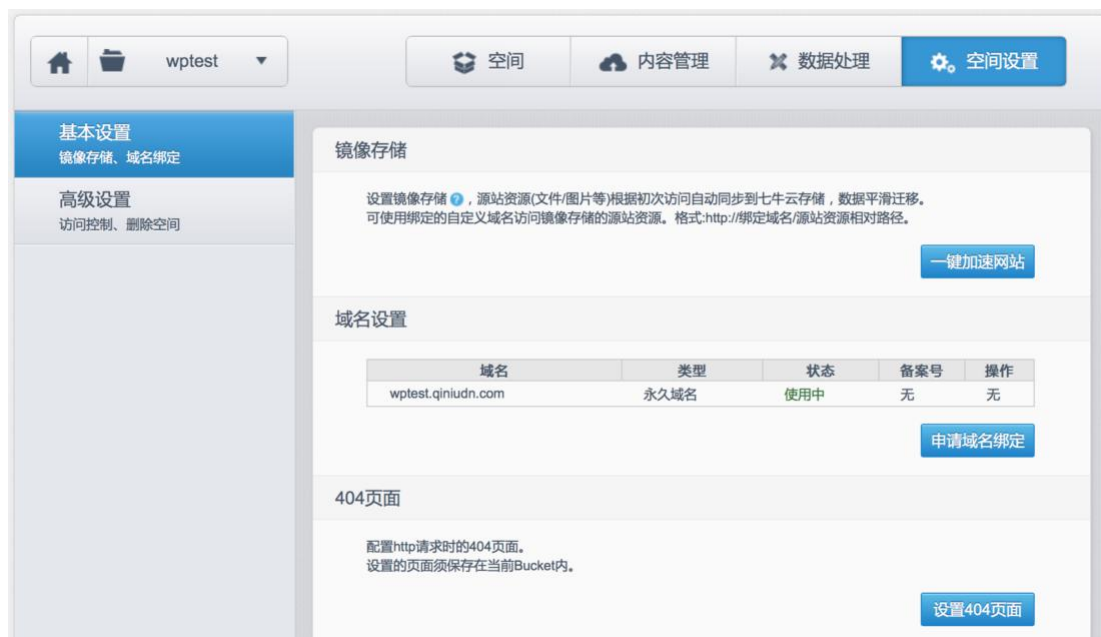 wptest
空间
内容管理
数据处理
空间设置
基本设置
镜像存储、域名绑定
高级设置
访问控制、删除空间
镜像存储
设置镜像存储 ? ，源站资源(文件/图片等)根据初次访问自动同步到七牛云存储，数据平滑迁移。
可使用绑定的自定义域名访问镜像存储的源站资源。格式:http://绑定域名/源站资源相对路径。
一键加速网站
域名设置
域名 类型 状态 备案号 操作
wptest.qiniudn.com 永久域名 使用中 无 无
申请域名绑定
404页面
配置http请求时的404页面。
设置的页面须保存在当前Bucket内。
设置404页面